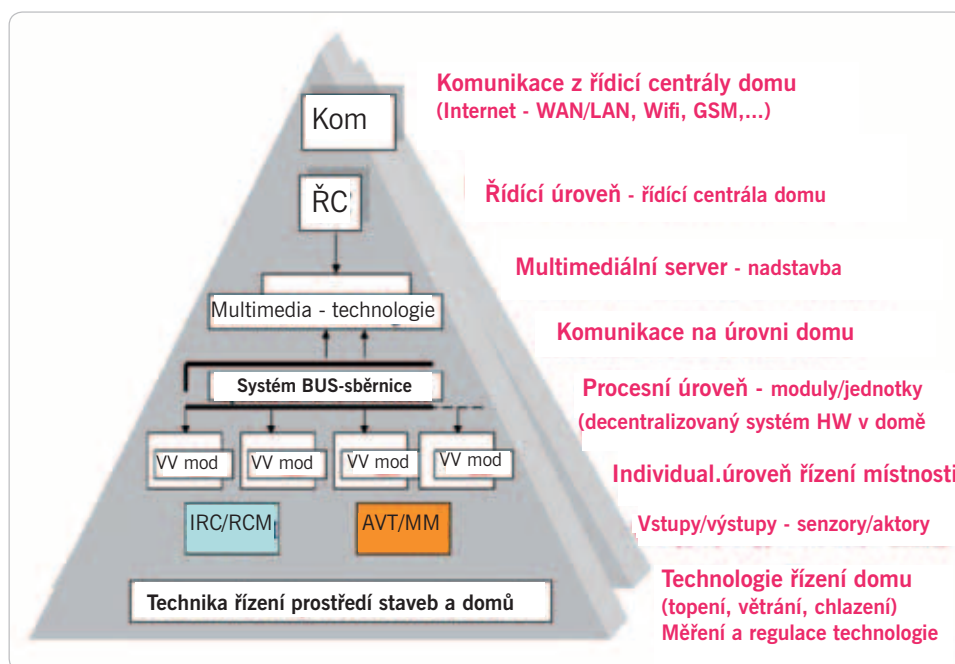 Komunikace z řídicí centrály domu
(Internet - WAN/LAN, Wifi, GSM,...)
Kom
ŘC
Řídící úroveň - řídící centrála domu
Multimediální server - nadstavba
Multimedia - technologie
Komunikace na úrovni domu
Systém BUS-sběrnice
Procesní úroveň - moduly/jednotky
(decentralizovaný systém HW v domě
VV mod
VV mod
VV mod
VV mod
Individual.úroveň řízení místnosti
IRC/RCM
AVT/MM
Vstupy/výstupy - senzory/aktory
Technologie řízení domu
(topení, větrání, chlazení)
Měření a regulace technologie
Technika řízení prostředí staveb a domů